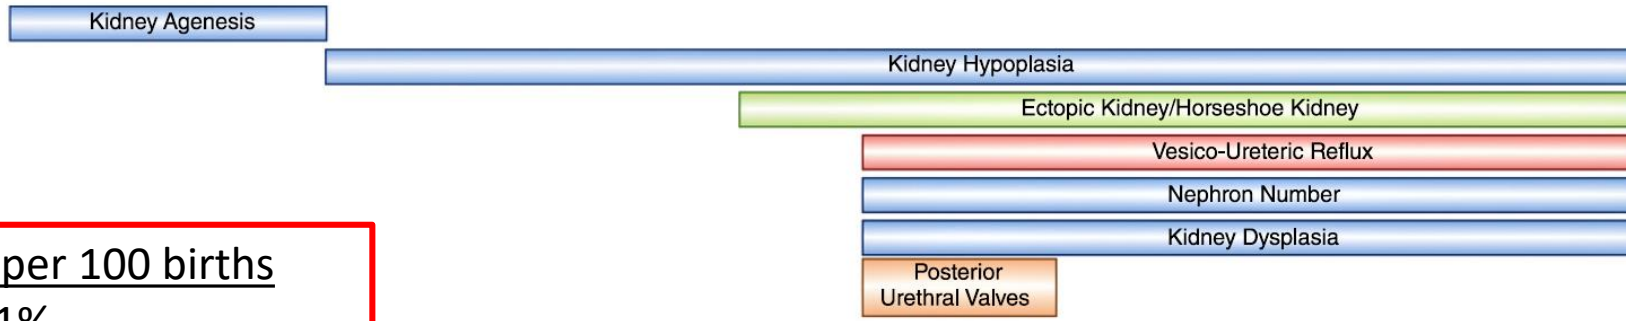 Kidney Agenesis
Kidney Hypoplasia
Ectopic Kidney/Horseshoe Kidney
Vesico-Ureteric Reflux
Nephron Number
Kidney Dysplasia
Posterior
Urethral Valves
per 100 births
1%